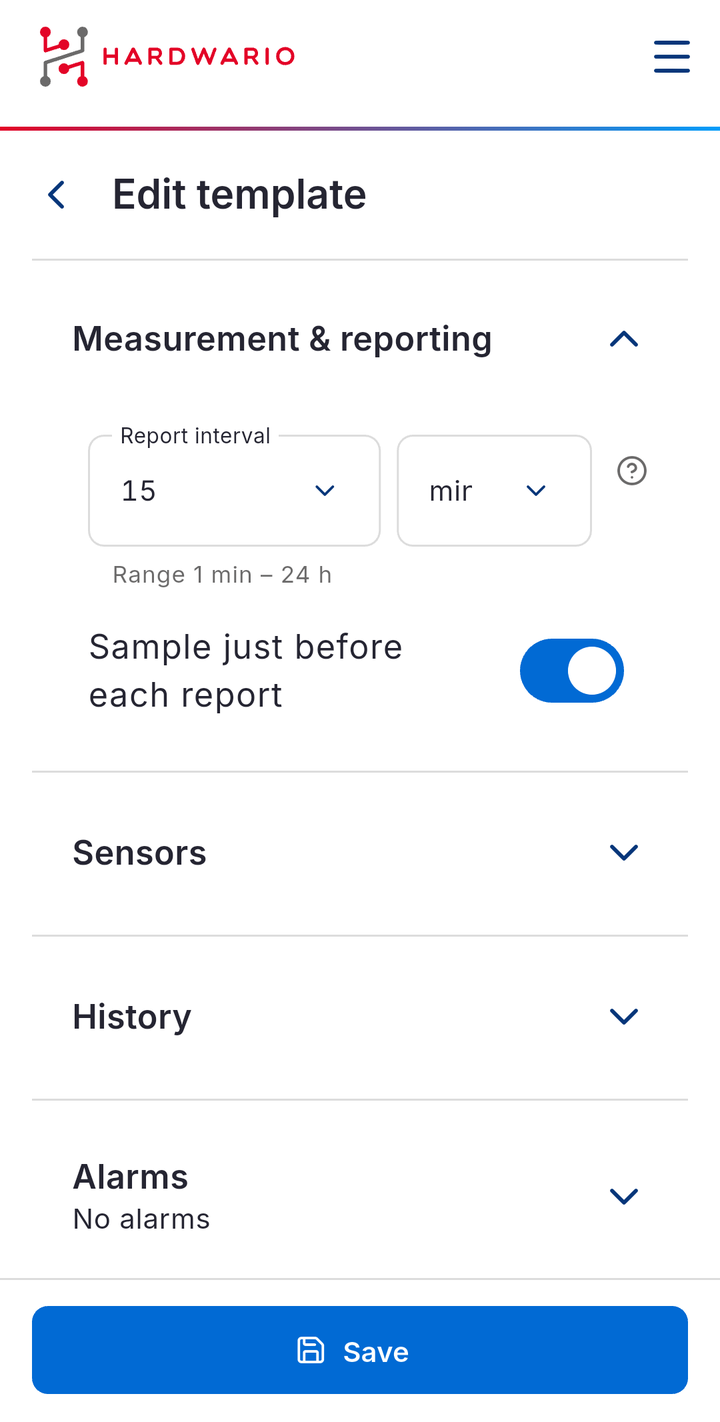 HARDWARIO
Edit template
Measurement & reporting
Report interval
15
mir
Range 1 min – 24 h
Sample just before
each report
Sensors
History
Alarms
No alarms
Save